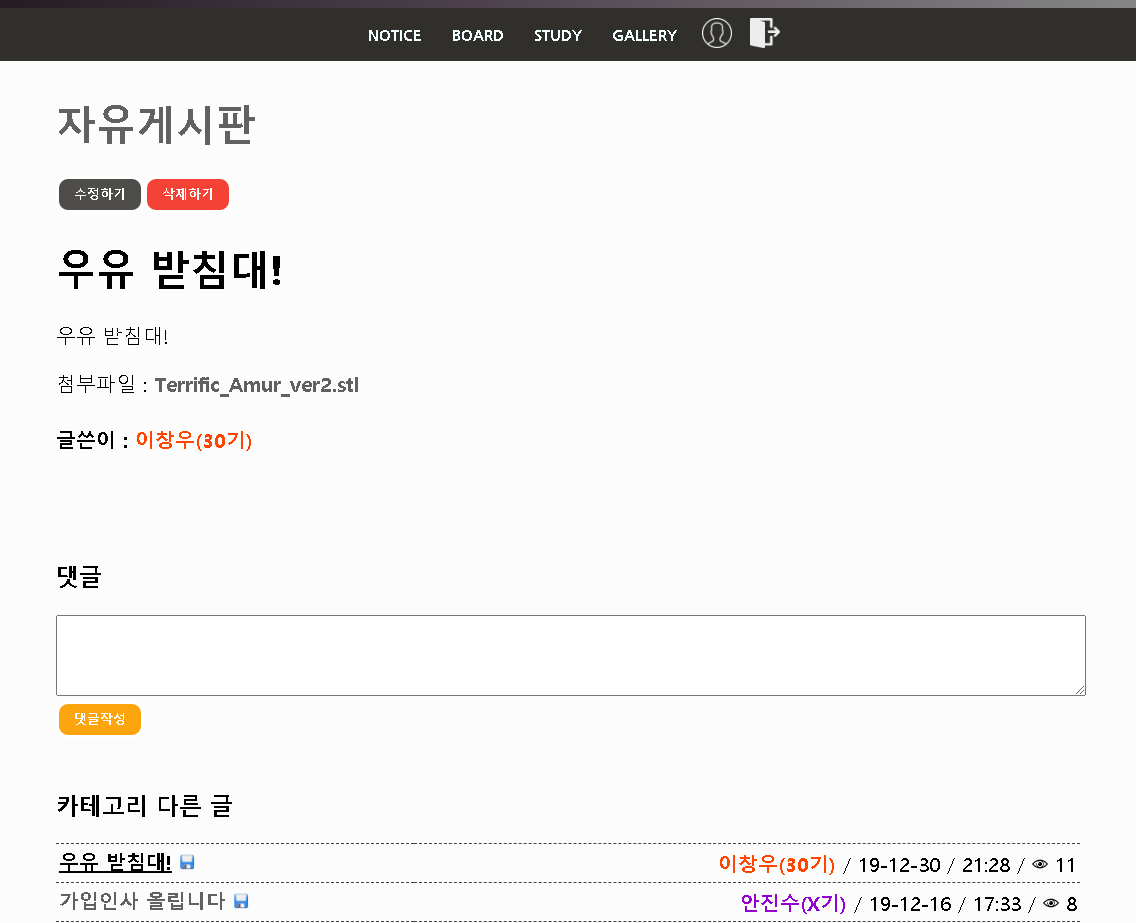 NOTICE BOARD STUDY GALLERY
자유게시판
수정하기 삭제하기
우유 받침대!
우유 받침대!
첨부파일 : Terrific_Amur_ver2.stl
글쓴이 : 이창우(30기)
댓글
댓글작성
카테고리 다른 글
우유 받침대! 이창우(30기) / 19-12-30 / 21:28 / 11
가입인사 올립니다 안진수(X기) / 19-12-16 / 17:33 / 8